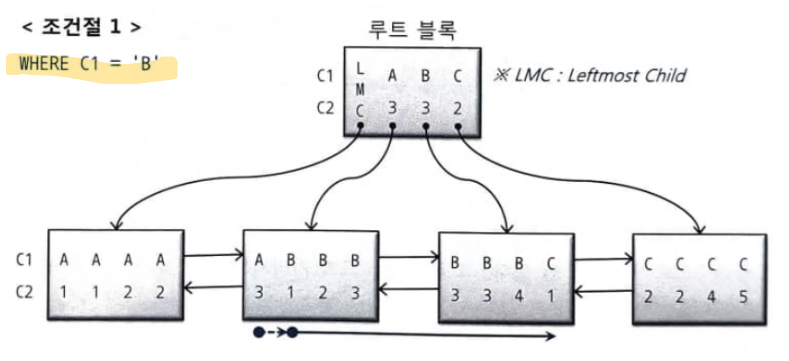 < 조건절 1 >
WHERE C1 = 'B'
루트 블록
C1 LMC A B C
C2 3 3 2
※ LMC : Leftmost Child
C1 A A A A A B B B B B B C C C C C
C2 1 1 2 2 3 1 2 3 3 3 4 1 2 2 4 5